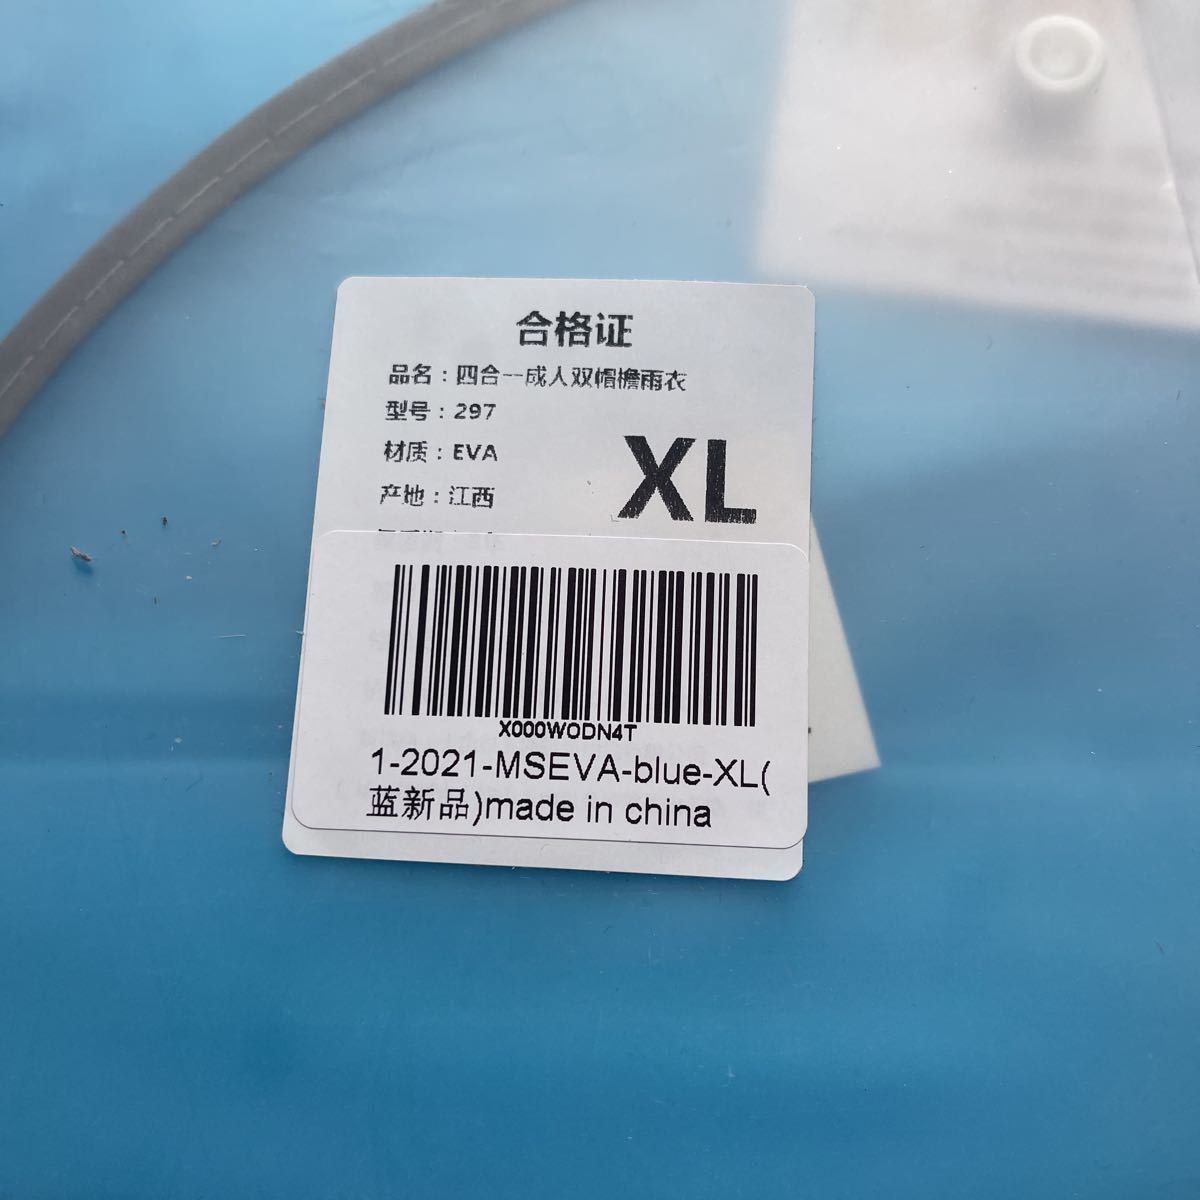 合格证
品名：四合一成人双帽檐雨衣
型号：297
材质：EVA
XL
产地：江西
X000WODN4T
1-2021-MSEVA-blue-XL(
蓝新品)made in china